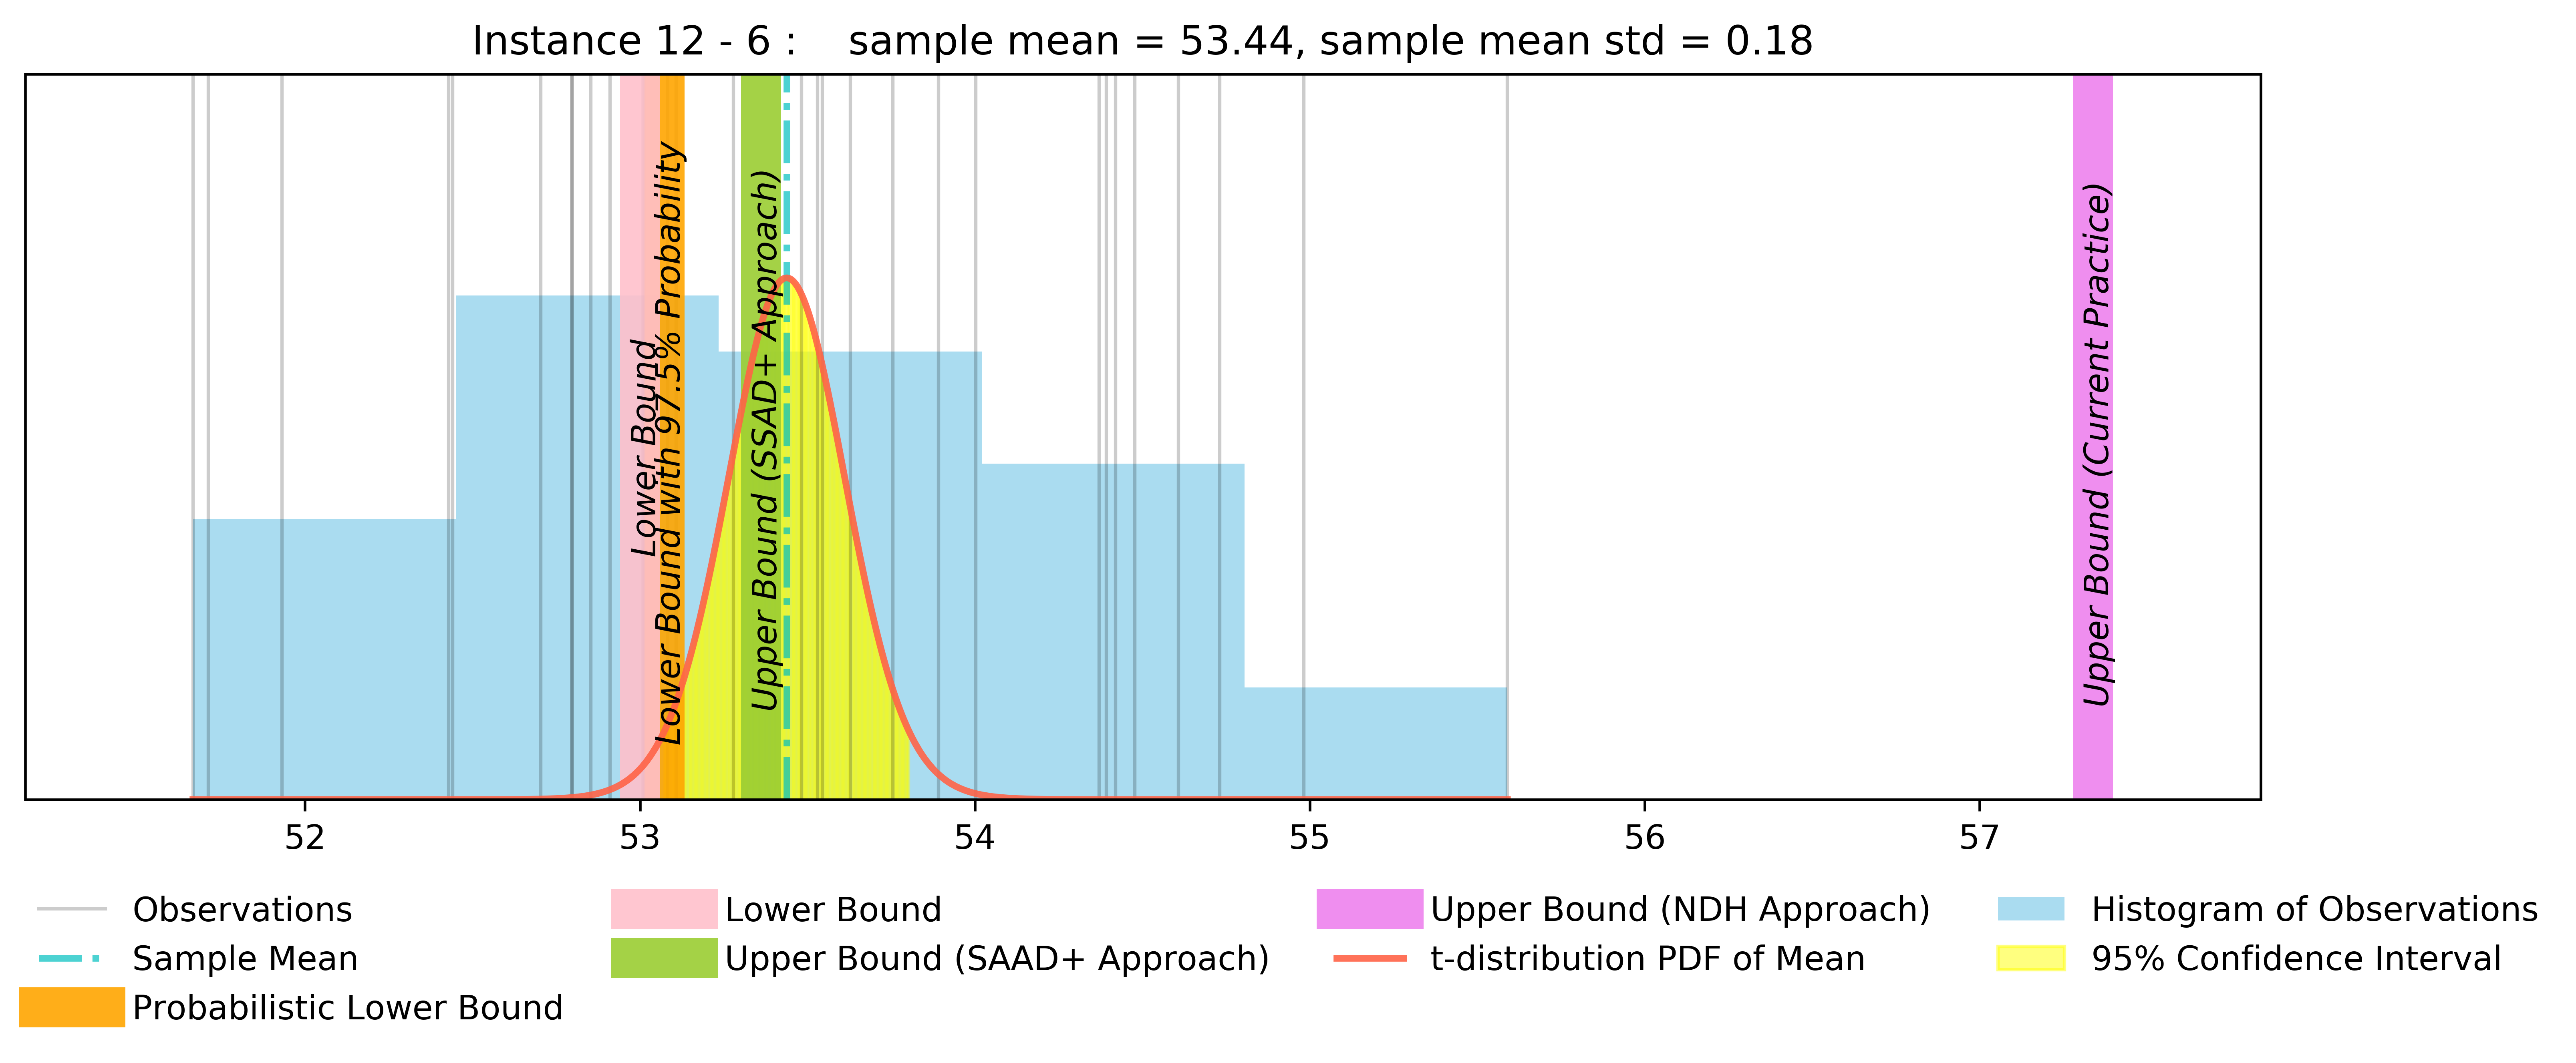 Instance 12 - 6 :    sample mean = 53.44, sample mean std = 0.18
Lower Bound
Lower Bound with 97.5% Probability
Upper Bound (SSAD+ Approach)
Upper Bound (Current Practice)
52
53
54
55
56
57
Observations
Sample Mean
Probabilistic Lower Bound
Lower Bound
Upper Bound (SAAD+ Approach)
Upper Bound (NDH Approach)
t-distribution PDF of Mean
Histogram of Observations
95% Confidence Interval